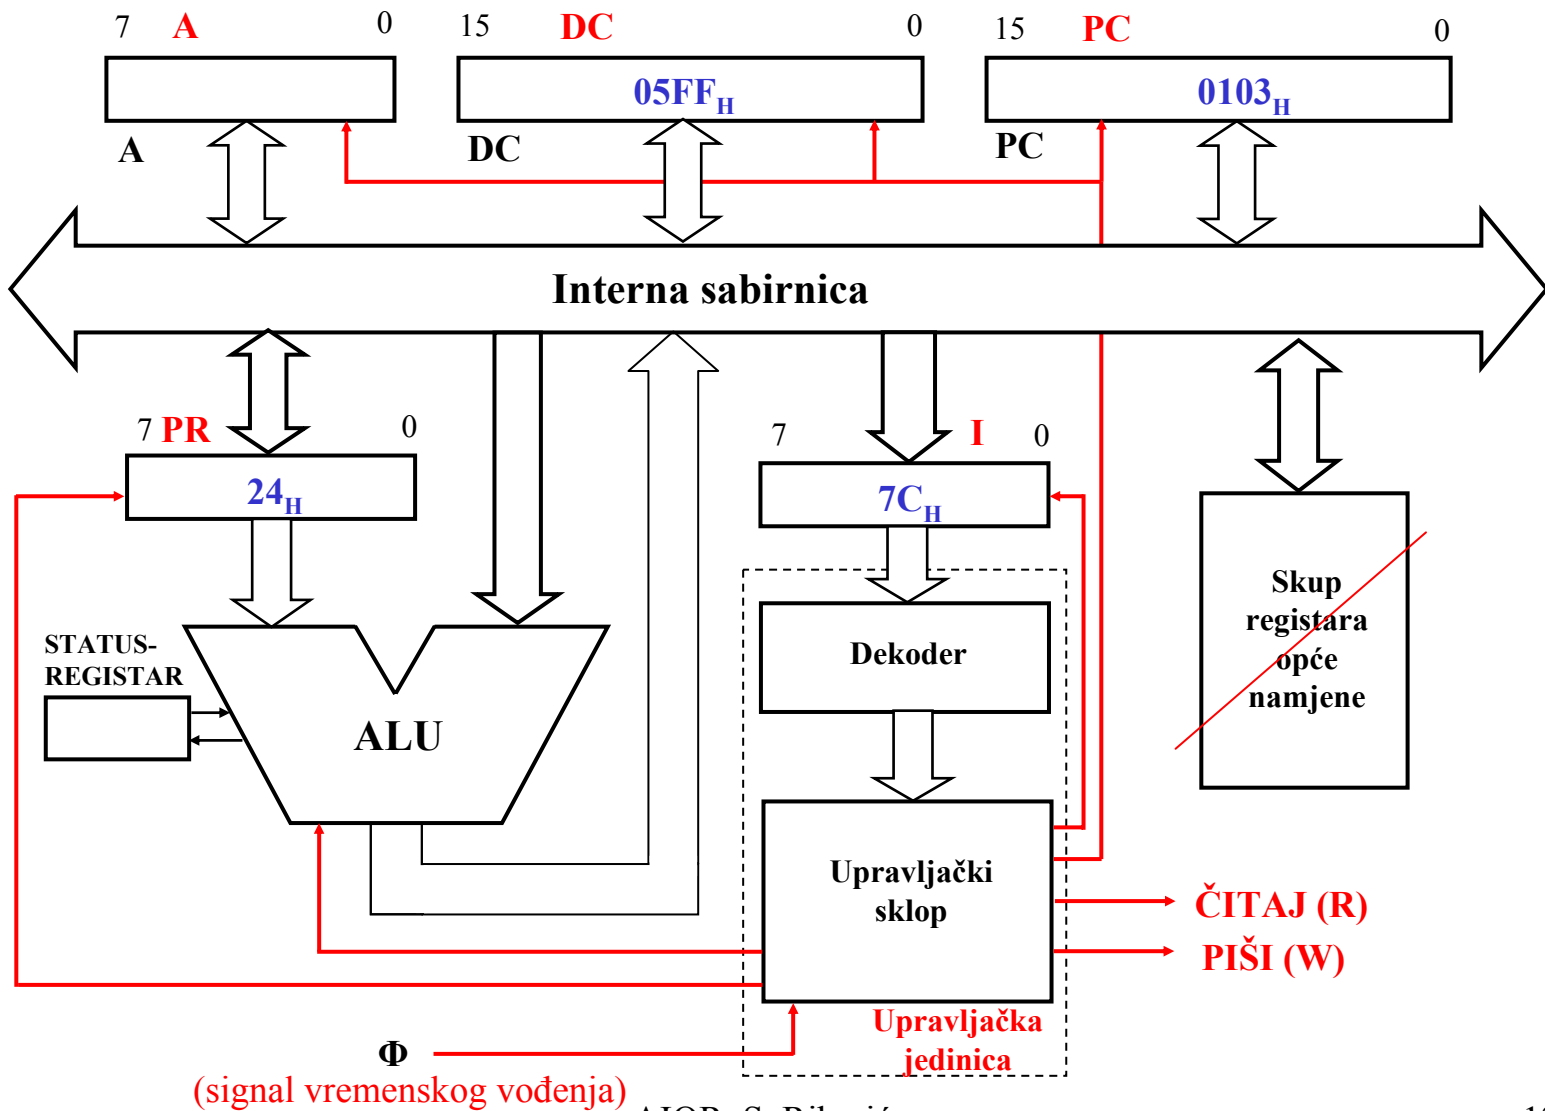 7 A 0
15 DC 0
15 PC 0
05FFH
0103H
A
DC
PC
Interna sabirnica
7 PR 0
7 I 0
24H
7CH
STATUS-
REGISTAR
ALU
Dekoder
Skup
registara
opće
namjene
Upravljački
sklop
ČITAJ (R)
PIŠI (W)
Upravljačka
jedinica
Φ
(signal vremenskog vođenja)